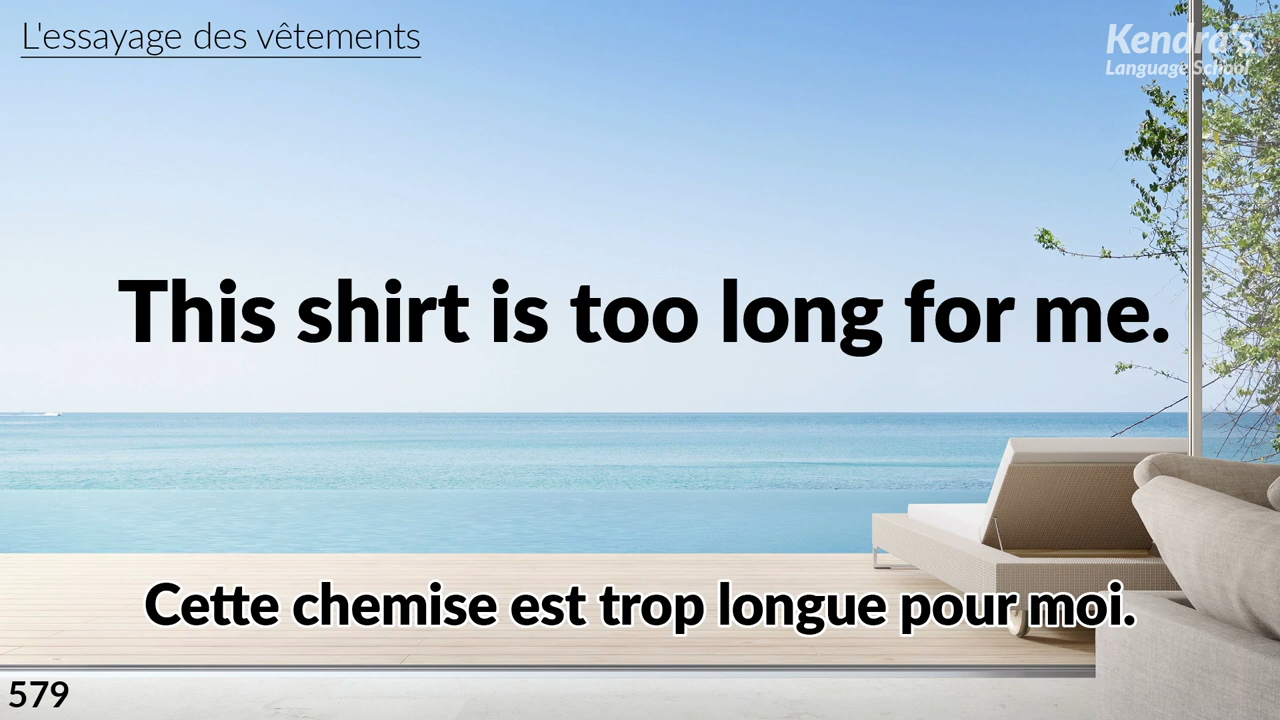 L'essayage des vêtements
Kendra's
Language School
This shirt is too long for me.
Cette chemise est trop longue pour moi.
579